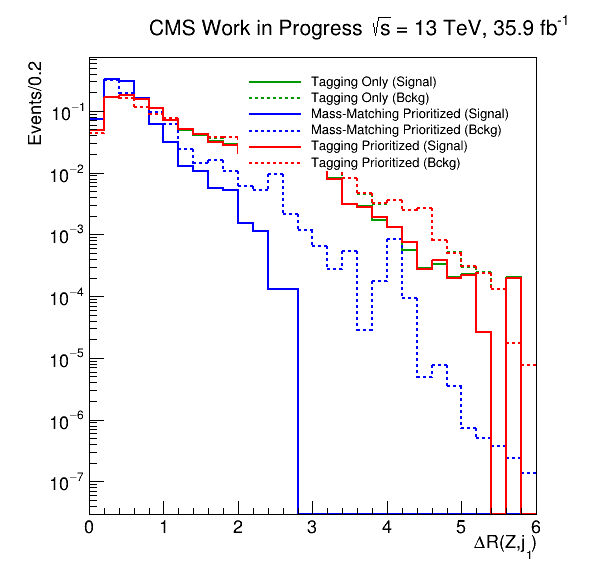 CMS Work in Progress √s = 13 TeV, 35.9 fb⁻¹
Events/0.2
Tagging Only (Signal)
Tagging Only (Bckg)
Mass-Matching Prioritized (Signal)
Mass-Matching Prioritized (Bckg)
Tagging Prioritized (Signal)
Tagging Prioritized (Bckg)
10⁻¹
10⁻²
10⁻³
10⁻⁴
10⁻⁵
10⁻⁶
10⁻⁷
0 1 2 3 4 5 6
ΔR(Z,j₁)